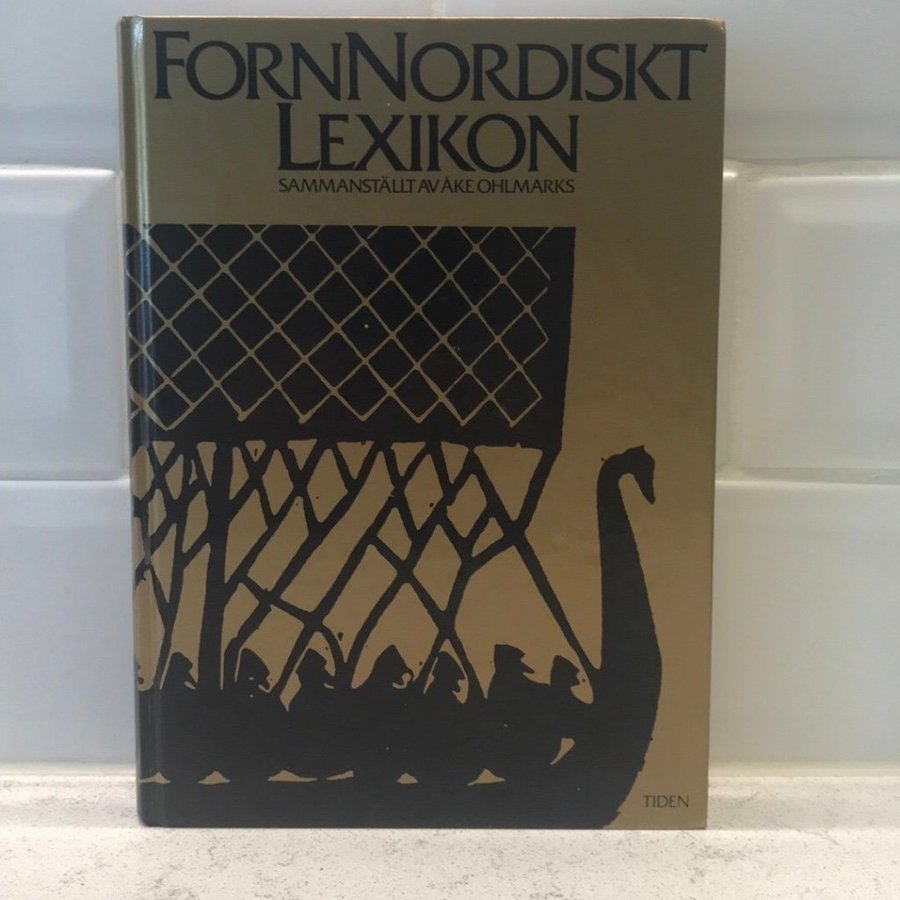 FORNNORDISKT
LEXIKON
SAMMANSTÄLLT AV ÅKE OHLMARKS
TIDEN